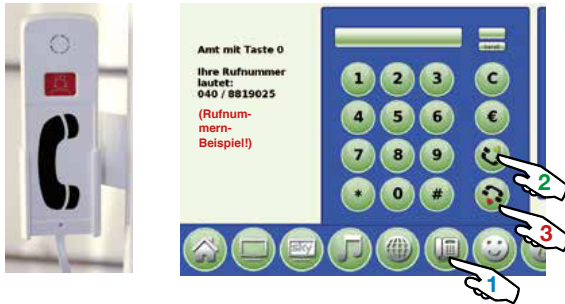 Amt mit Taste 0
Ihre Rufnummer
lautet:
040 / 8819025
(Rufnum-
mern-
Beispiel!)
1 2 3 C
4 5 6 €
7 8 9
* 0 #
2
3
sky
1